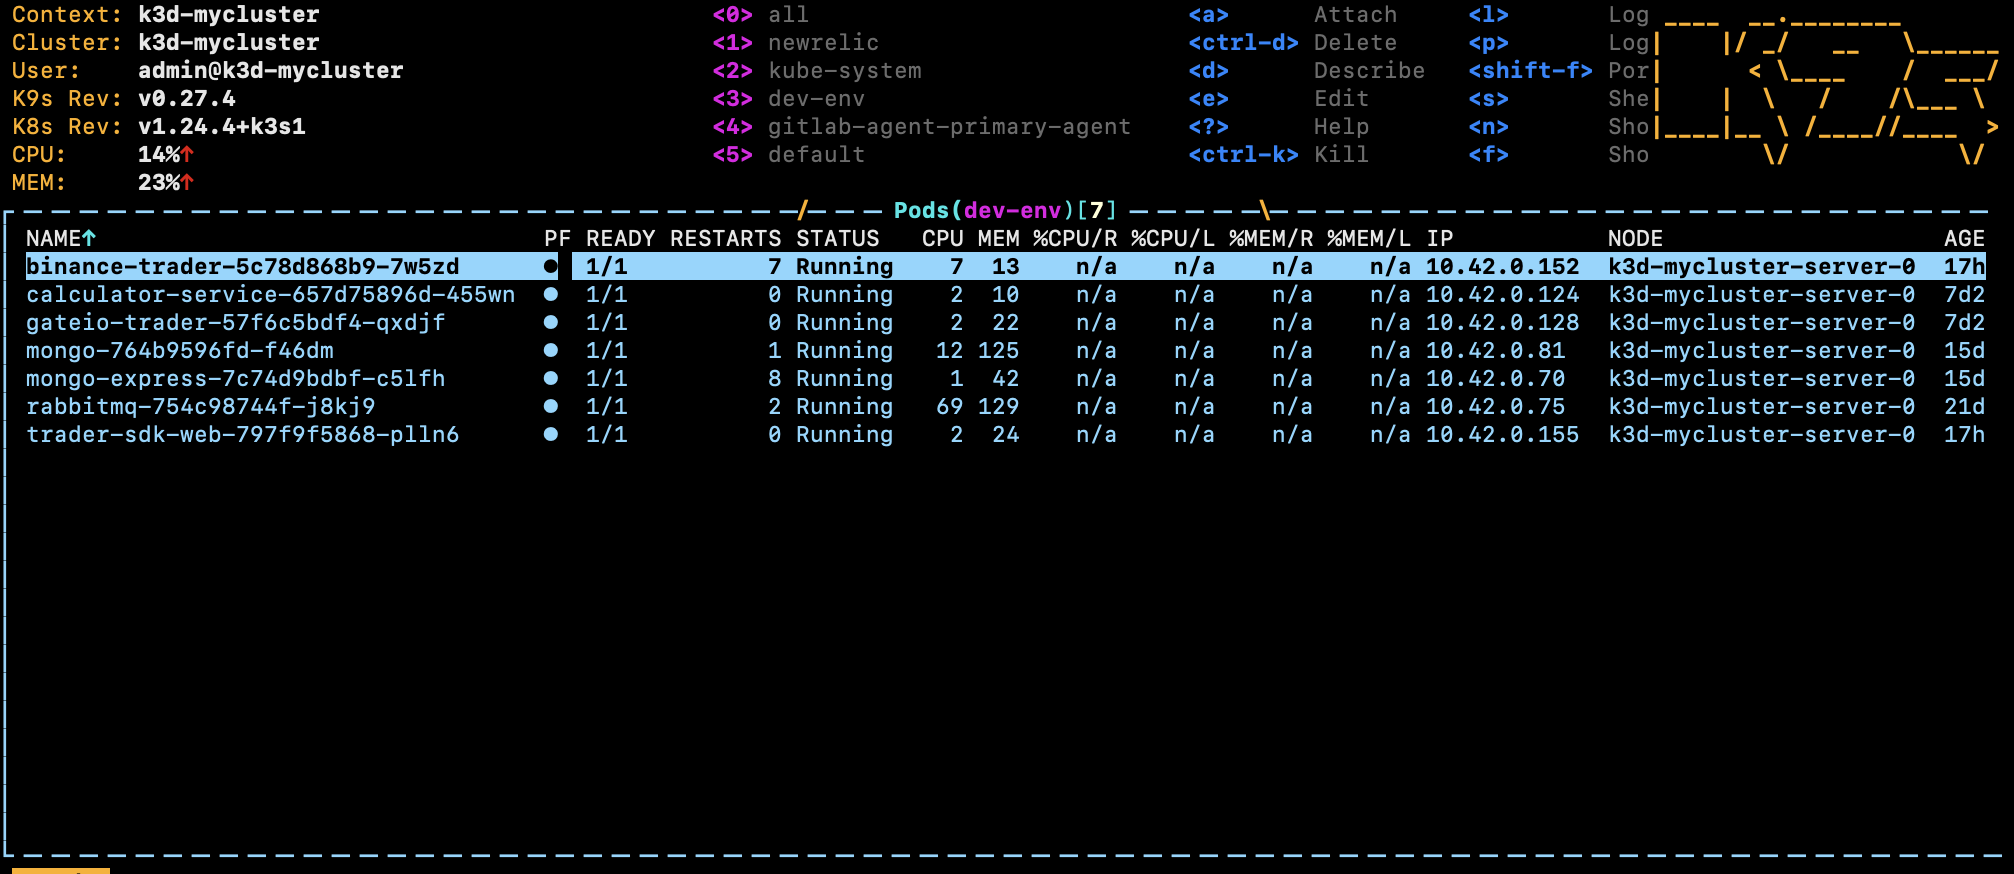 Context: k3d-mycluster <0> all <a> Attach <l> Log
Cluster: k3d-mycluster <1> newrelic <ctrl-d> Delete <p> Log
User: admin@k3d-mycluster <2> kube-system <d> Describe <shift-f> Por
K9s Rev: v0.27.4 <3> dev-env <e> Edit <s> She
K8s Rev: v1.24.4+k3s1 <4> gitlab-agent-primary-agent <?> Help <n> Sho
CPU: 14%↑ <5> default <ctrl-k> Kill <f> Sho
MEM: 23%↑
Pods(dev-env)[7]
NAME↑ PF READY RESTARTS STATUS CPU MEM %CPU/R %CPU/L %MEM/R %MEM/L IP NODE AGE
binance-trader-5c78d868b9-7w5zd ● 1/1 7 Running 7 13 n/a n/a n/a n/a 10.42.0.152 k3d-mycluster-server-0 17h
calculator-service-657d75896d-455wn ● 1/1 0 Running 2 10 n/a n/a n/a n/a 10.42.0.124 k3d-mycluster-server-0 7d2
gateio-trader-57f6c5bdf4-qxdjf ● 1/1 0 Running 2 22 n/a n/a n/a n/a 10.42.0.128 k3d-mycluster-server-0 7d2
mongo-764b9596fd-f46dm ● 1/1 1 Running 12 125 n/a n/a n/a n/a 10.42.0.81 k3d-mycluster-server-0 15d
mongo-express-7c74d9bdbf-c5lfh ● 1/1 8 Running 1 42 n/a n/a n/a n/a 10.42.0.70 k3d-mycluster-server-0 15d
rabbitmq-754c98744f-j8kj9 ● 1/1 2 Running 69 129 n/a n/a n/a n/a 10.42.0.75 k3d-mycluster-server-0 21d
trader-sdk-web-797f9f5868-plln6 ● 1/1 0 Running 2 24 n/a n/a n/a n/a 10.42.0.155 k3d-mycluster-server-0 17h